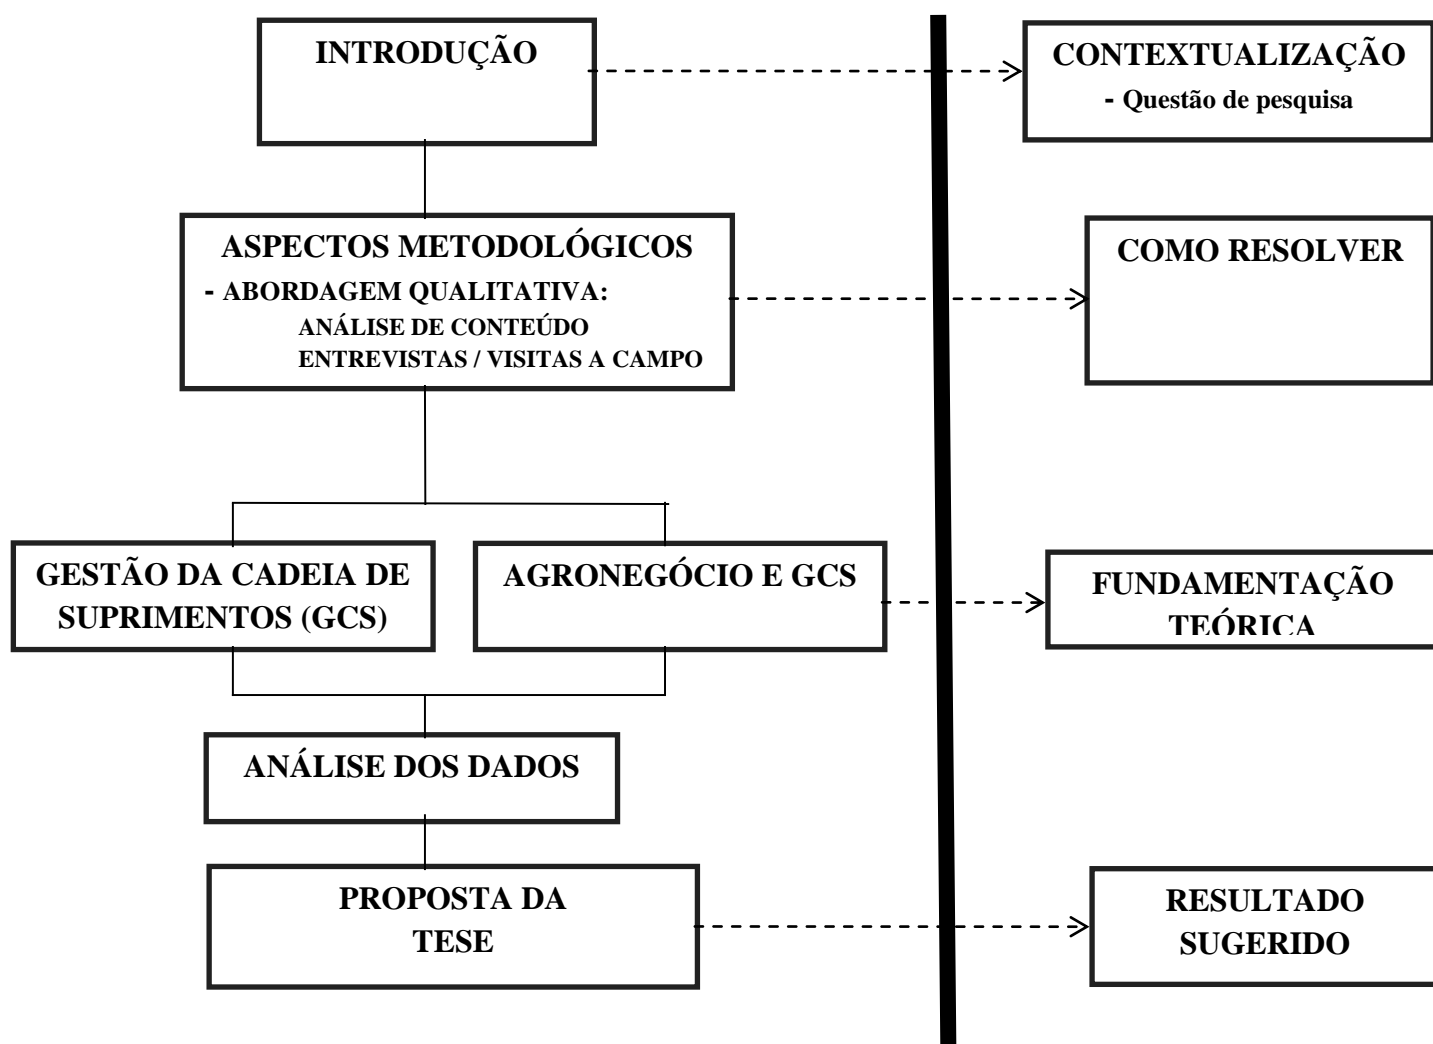 INTRODUÇÃO
CONTEXTUALIZAÇÃO
- Questão de pesquisa
ASPECTOS METODOLÓGICOS
- ABORDAGEM QUALITATIVA:
ANÁLISE DE CONTEÚDO
ENTREVISTAS / VISITAS A CAMPO
COMO RESOLVER
GESTÃO DA CADEIA DE
SUPRIMENTOS (GCS)
AGRONEGÓCIO E GCS
FUNDAMENTAÇÃO
TEÓRICA
ANÁLISE DOS DADOS
PROPOSTA DA
TESE
RESULTADO
SUGERIDO